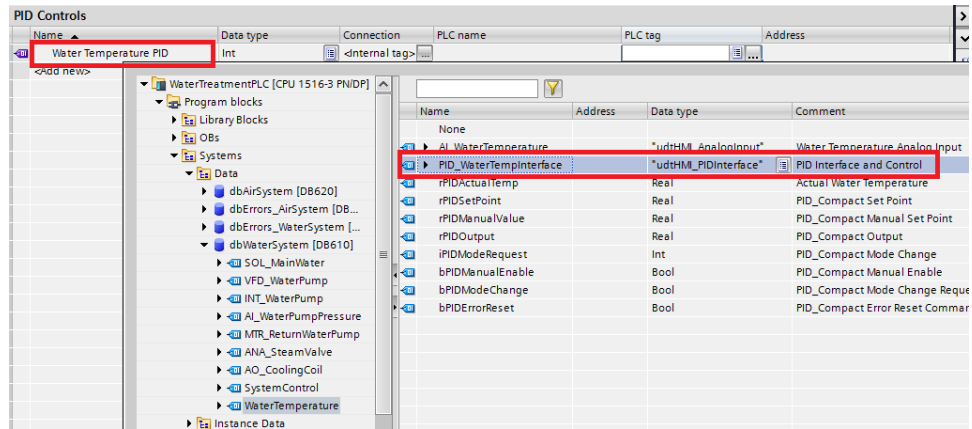 PID Controls
Name Data type Connection PLC name PLC tag Address
Water Temperature PID Int <Internal tag> ...
<Add new>
WaterTreatmentPLC [CPU 1516-3 PN/DP]
Program blocks
Library Blocks
OBs
Systems
Data
dbAirSystem [DB620]
dbErrors_AirSystem [DB...
dbErrors_WaterSystem [...
dbWaterSystem [DB610]
SOL_MainWater
VFD_WaterPump
INT_WaterPump
AI_WaterPumpPressure
MTR_ReturnWaterPump
ANA_SteamValve
AO_CoolingCoil
SystemControl
WaterTemperature
Instance Data
Name Address Data type Comment
None
AI_WaterTemperature "udtHMI_AnalogInput" Water Temperature Analog Input
PID_WaterTempInterface "udtHMI_PIDInterface" PID Interface and Control
rPIDActualTemp Real Actual Water Temperature
rPIDSetPoint Real PID_Compact Set Point
rPIDManualValue Real PID_Compact Manual Set Point
rPIDOutput Real PID_Compact Output
iPIDModeRequest Int PID_Compact Mode Change
bPIDManualEnable Bool PID_Compact Manual Enable
bPIDModeChange Bool PID_Compact Mode Change Reque
bPIDErrorReset Bool PID_Compact Error Reset Comman